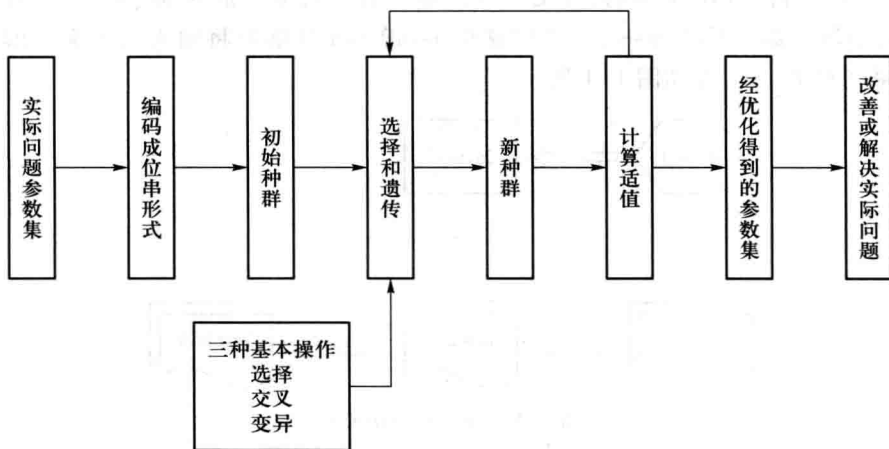 实际问题参数集
编码成位串形式
初始种群
选择和遗传
新种群
计算适值
经优化得到的参数集
改善或解决实际问题
三种基本操作
选择
交叉
变异